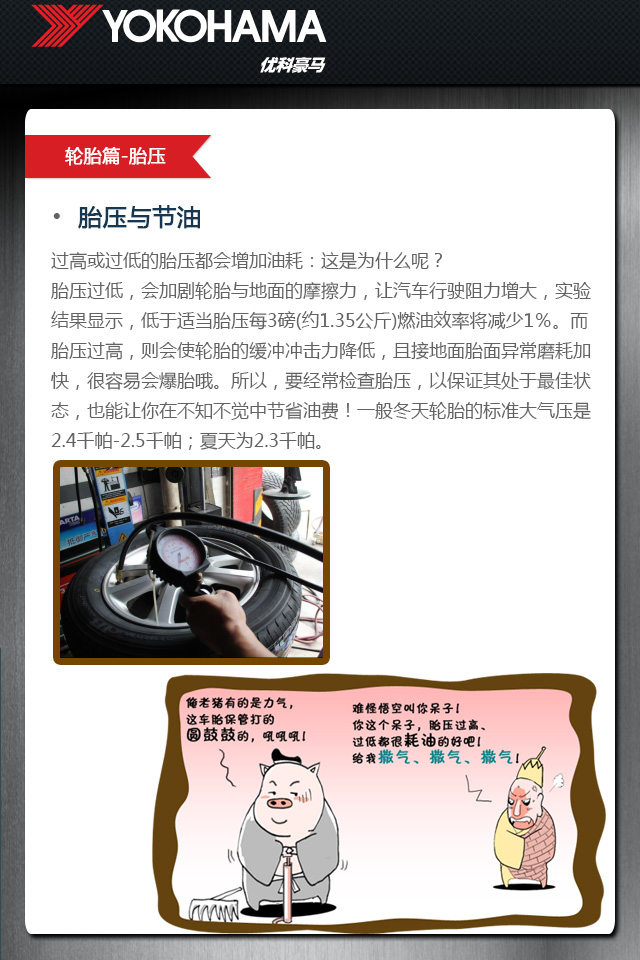 YOKOHAMA
优科豪马
轮胎篇-胎压
• 胎压与节油
过高或过低的胎压都会增加油耗：这是为什么呢？
胎压过低，会加剧轮胎与地面的摩擦力，让汽车行驶阻力增大，实验
结果显示，低于适当胎压每3磅(约1.35公斤)燃油效率将减少1%。而
胎压过高，则会使轮胎的缓冲冲击力降低，且接地面胎面异常磨耗加
快，很容易会爆胎哦。所以，要经常检查胎压，以保证其处于最佳状
态，也能让你在不知不觉中节省油费！一般冬天轮胎的标准大气压是
2.4千帕-2.5千帕；夏天为2.3千帕。
俺老猪有的是力气，
这车胎保管打的
圆鼓鼓的，吼吼吼！
难怪悟空叫你呆子！
你这个呆子，胎压过高、
过低都很耗油的好吧！
给我撒气、撒气、撒气！